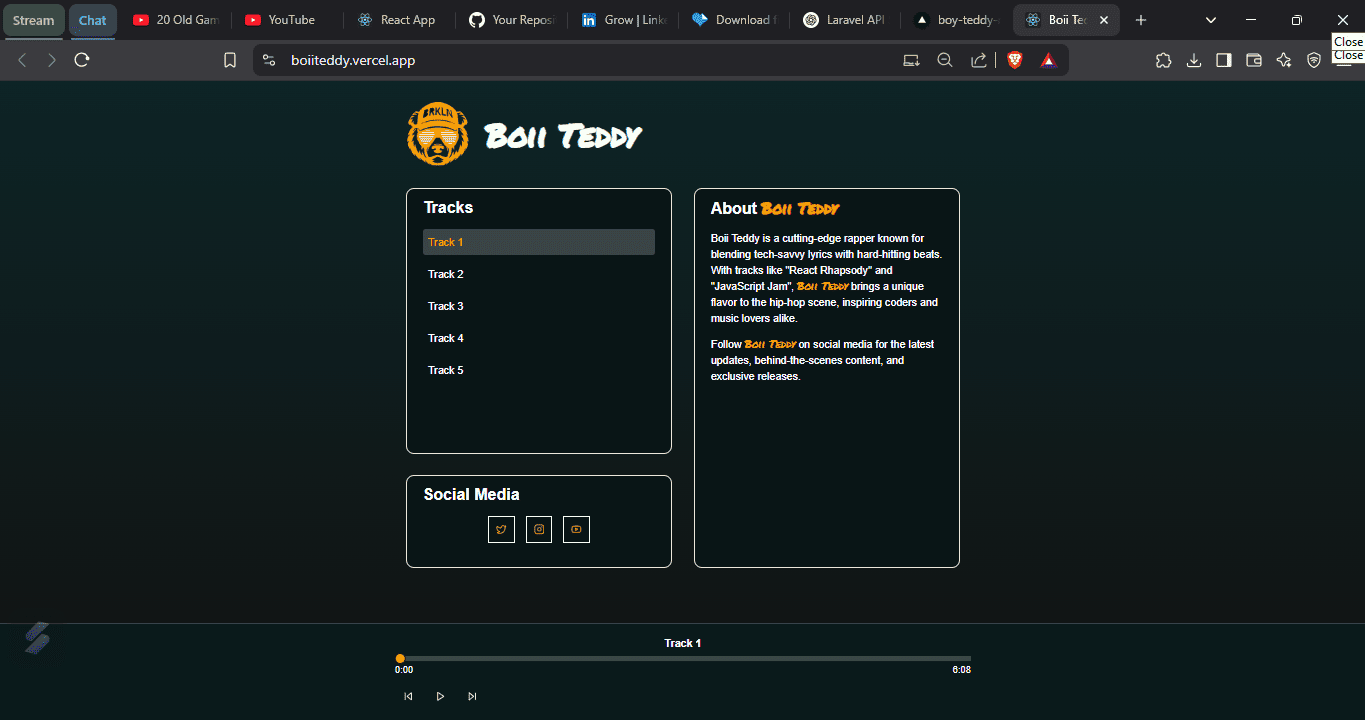 Stream
Chat
20 Old Gam
YouTube
React App
Your Reposi
Grow | Link
Download f
Laravel API
boy-teddy-
Boii Tec
Close
Close
boiiteddy.vercel.app
BRKLN
Boii Teddy
Tracks
Track 1
Track 2
Track 3
Track 4
Track 5
Social Media
About Boii Teddy
Boii Teddy is a cutting-edge rapper known for
blending tech-savvy lyrics with hard-hitting beats.
With tracks like "React Rhapsody" and
"JavaScript Jam", Boii Teddy brings a unique
flavor to the hip-hop scene, inspiring coders and
music lovers alike.
Follow Boii Teddy on social media for the latest
updates, behind-the-scenes content, and
exclusive releases.
Track 1
0:00
6:08